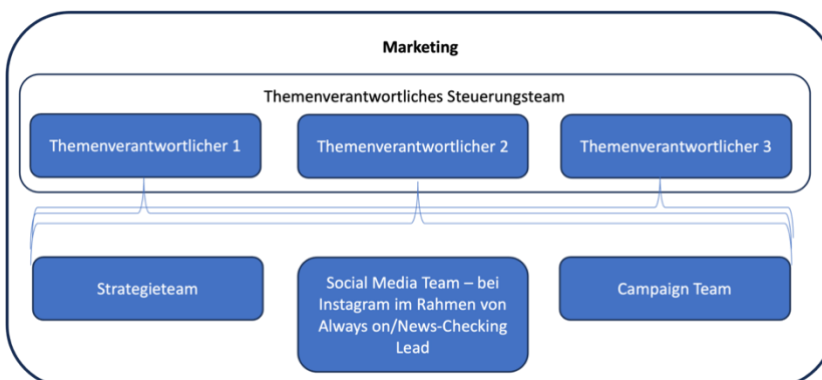 Marketing
Themenverantwortliches Steuerungsteam
Themenverantwortlicher 1
Themenverantwortlicher 2
Themenverantwortlicher 3
Strategieteam
Social Media Team – bei
Instagram im Rahmen von
Always on/News-Checking
Lead
Campaign Team